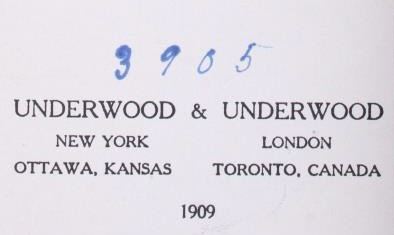 3905
UNDERWOOD & UNDERWOOD
NEW YORK LONDON
OTTAWA, KANSAS TORONTO, CANADA
1909